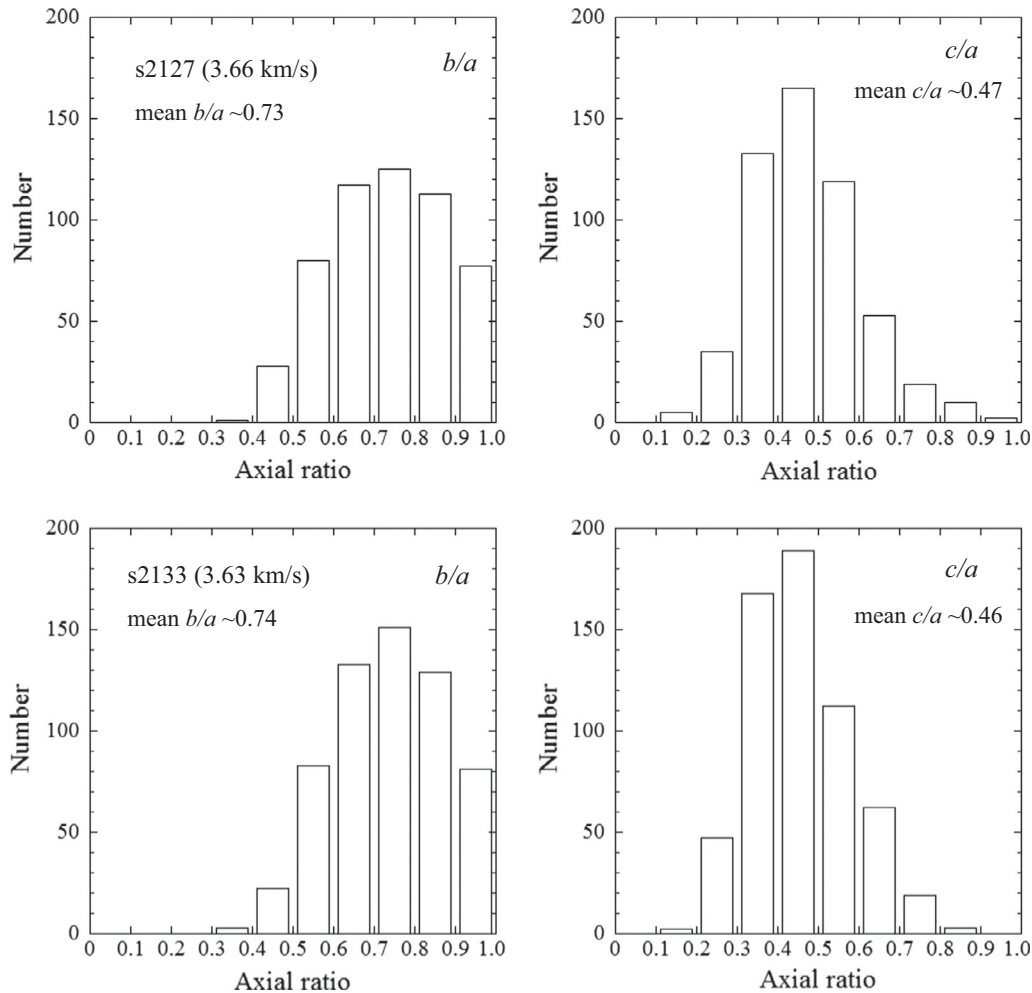 200
150
100
50
0
Number
s2127 (3.66 km/s)
mean b/a ~0.73
b/a
0 0.1 0.2 0.3 0.4 0.5 0.6 0.7 0.8 0.9 1.0
Axial ratio
200
150
100
50
0
Number
c/a
mean c/a ~0.47
0 0.1 0.2 0.3 0.4 0.5 0.6 0.7 0.8 0.9 1.0
Axial ratio
200
150
100
50
0
Number
s2133 (3.63 km/s)
mean b/a ~0.74
b/a
0 0.1 0.2 0.3 0.4 0.5 0.6 0.7 0.8 0.9 1.0
Axial ratio
200
150
100
50
0
Number
c/a
mean c/a ~0.46
0 0.1 0.2 0.3 0.4 0.5 0.6 0.7 0.8 0.9 1.0
Axial ratio